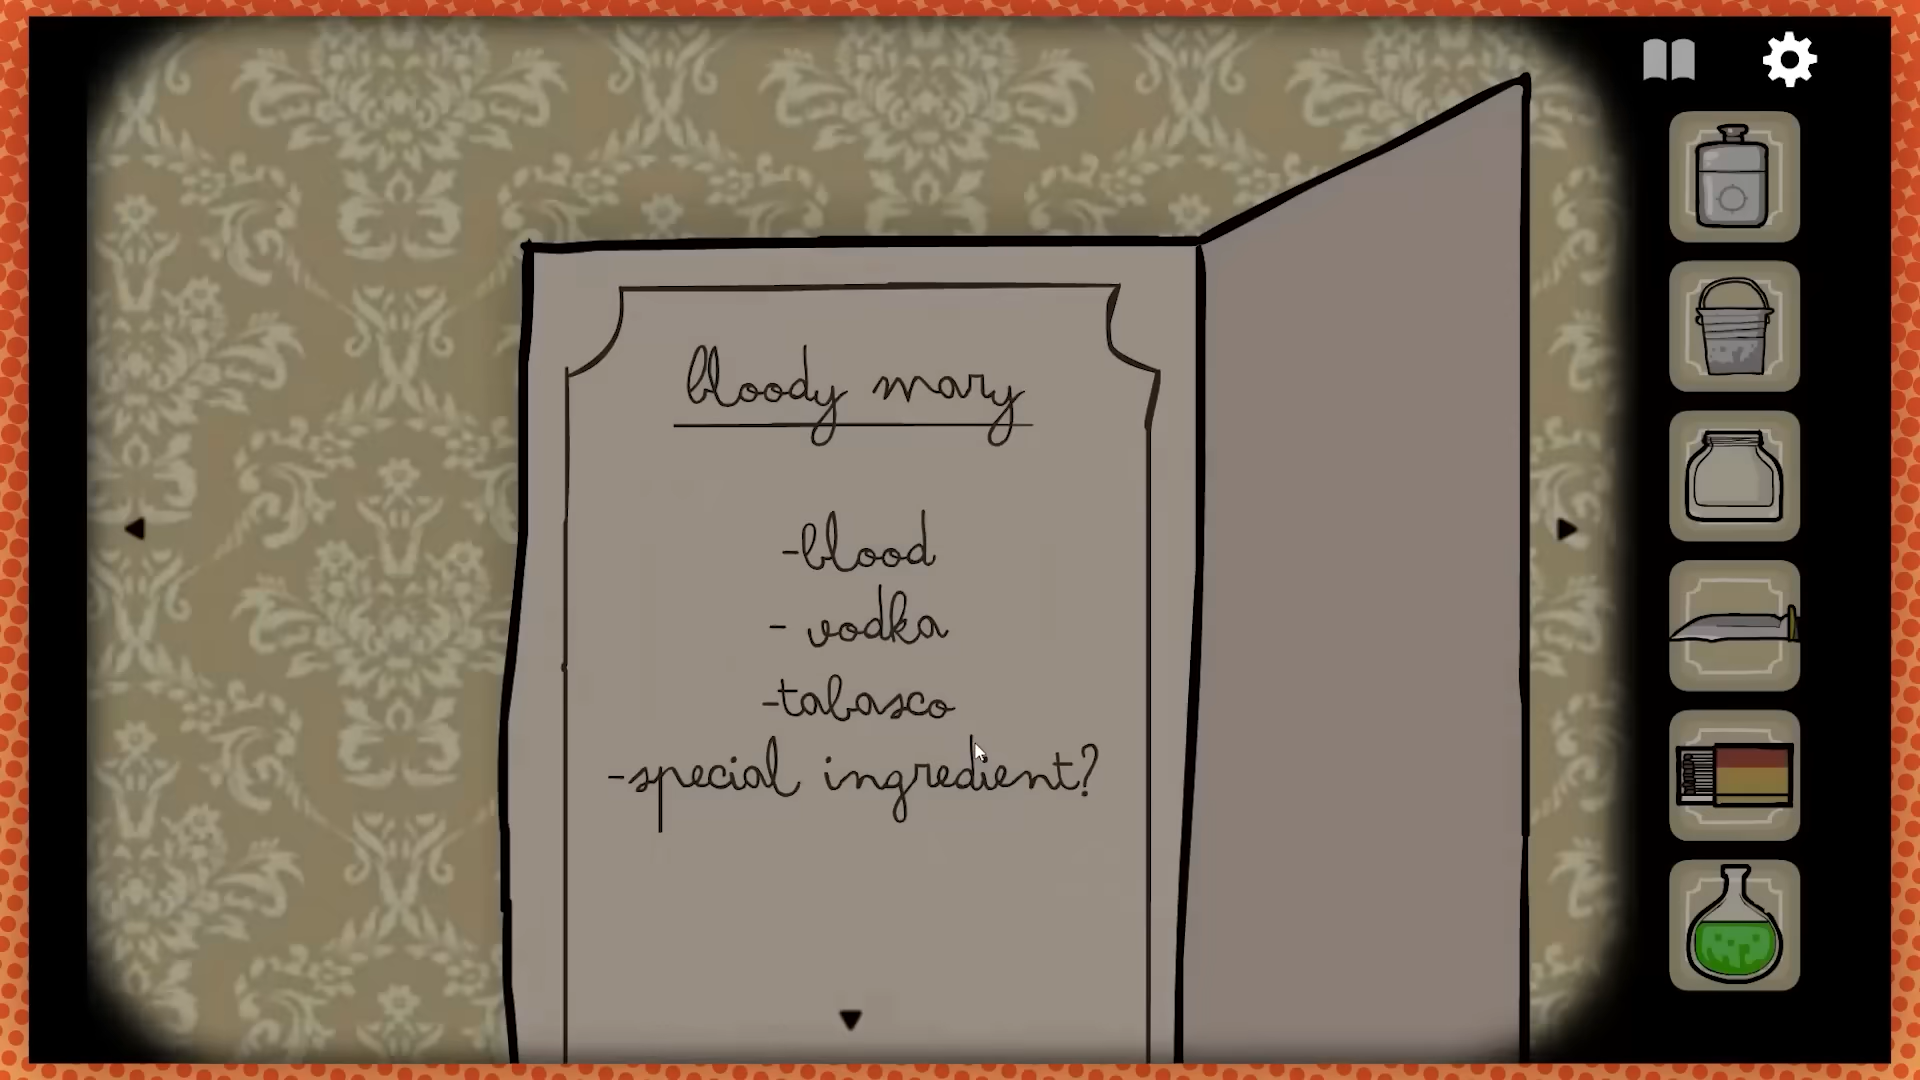 bloody mary
-blood
- vodka
-tabasco
-special ingredient?